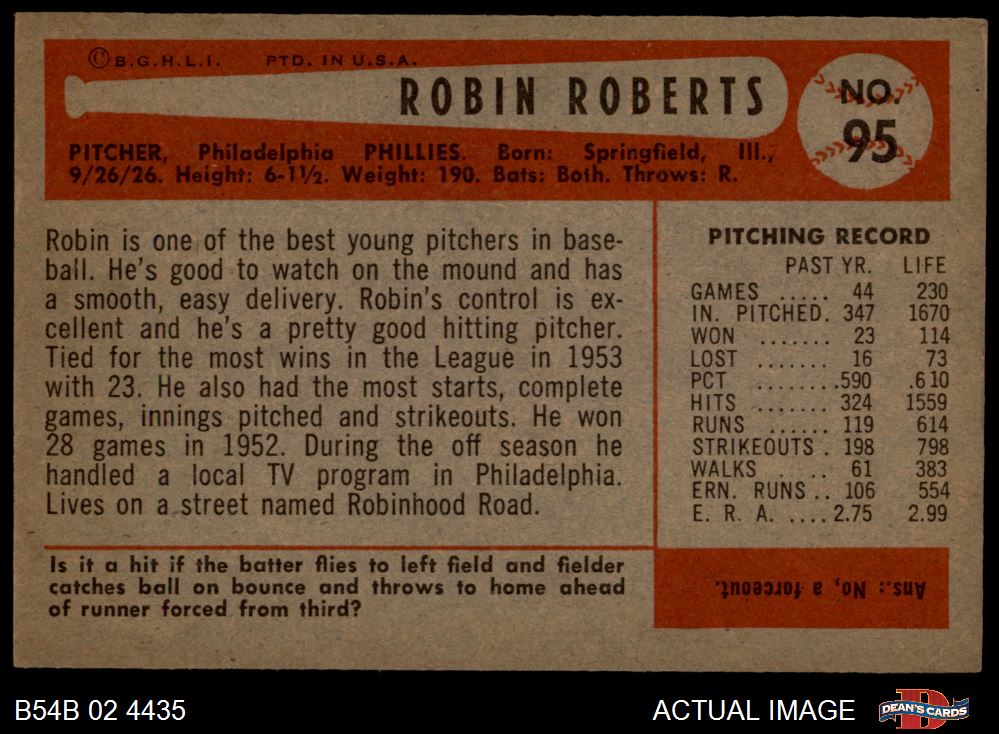 ©B.G.H.L.I. PTD. IN U.S.A.
ROBIN ROBERTS
NO.
95
PITCHER, Philadelphia PHILLIES. Born: Springfield, Ill.,
9/26/26. Height: 6-1½. Weight: 190. Bats: Both. Throws: R.
Robin is one of the best young pitchers in base-
ball. He's good to watch on the mound and has
a smooth, easy delivery. Robin's control is ex-
cellent and he's a pretty good hitting pitcher.
Tied for the most wins in the League in 1953
with 23. He also had the most starts, complete
games, innings pitched and strikeouts. He won
28 games in 1952. During the off season he
handled a local TV program in Philadelphia.
Lives on a street named Robinhood Road.
PITCHING RECORD
PAST YR. LIFE
GAMES ..... 44 230
IN. PITCHED. 347 1670
WON ....... 23 114
LOST ....... 16 73
PCT ........590 .610
HITS ....... 324 1559
RUNS ...... 119 614
STRIKEOUTS . 198 798
WALKS .... 61 383
ERN. RUNS .. 106 554
E. R. A. ....2.75 2.99
Is it a hit if the batter flies to left field and fielder
catches ball on bounce and throws to home ahead
of runner forced from third?
Ans.: No, a forceout.
B54B 02 4435
ACTUAL IMAGE
D
DEAN'S CARDS